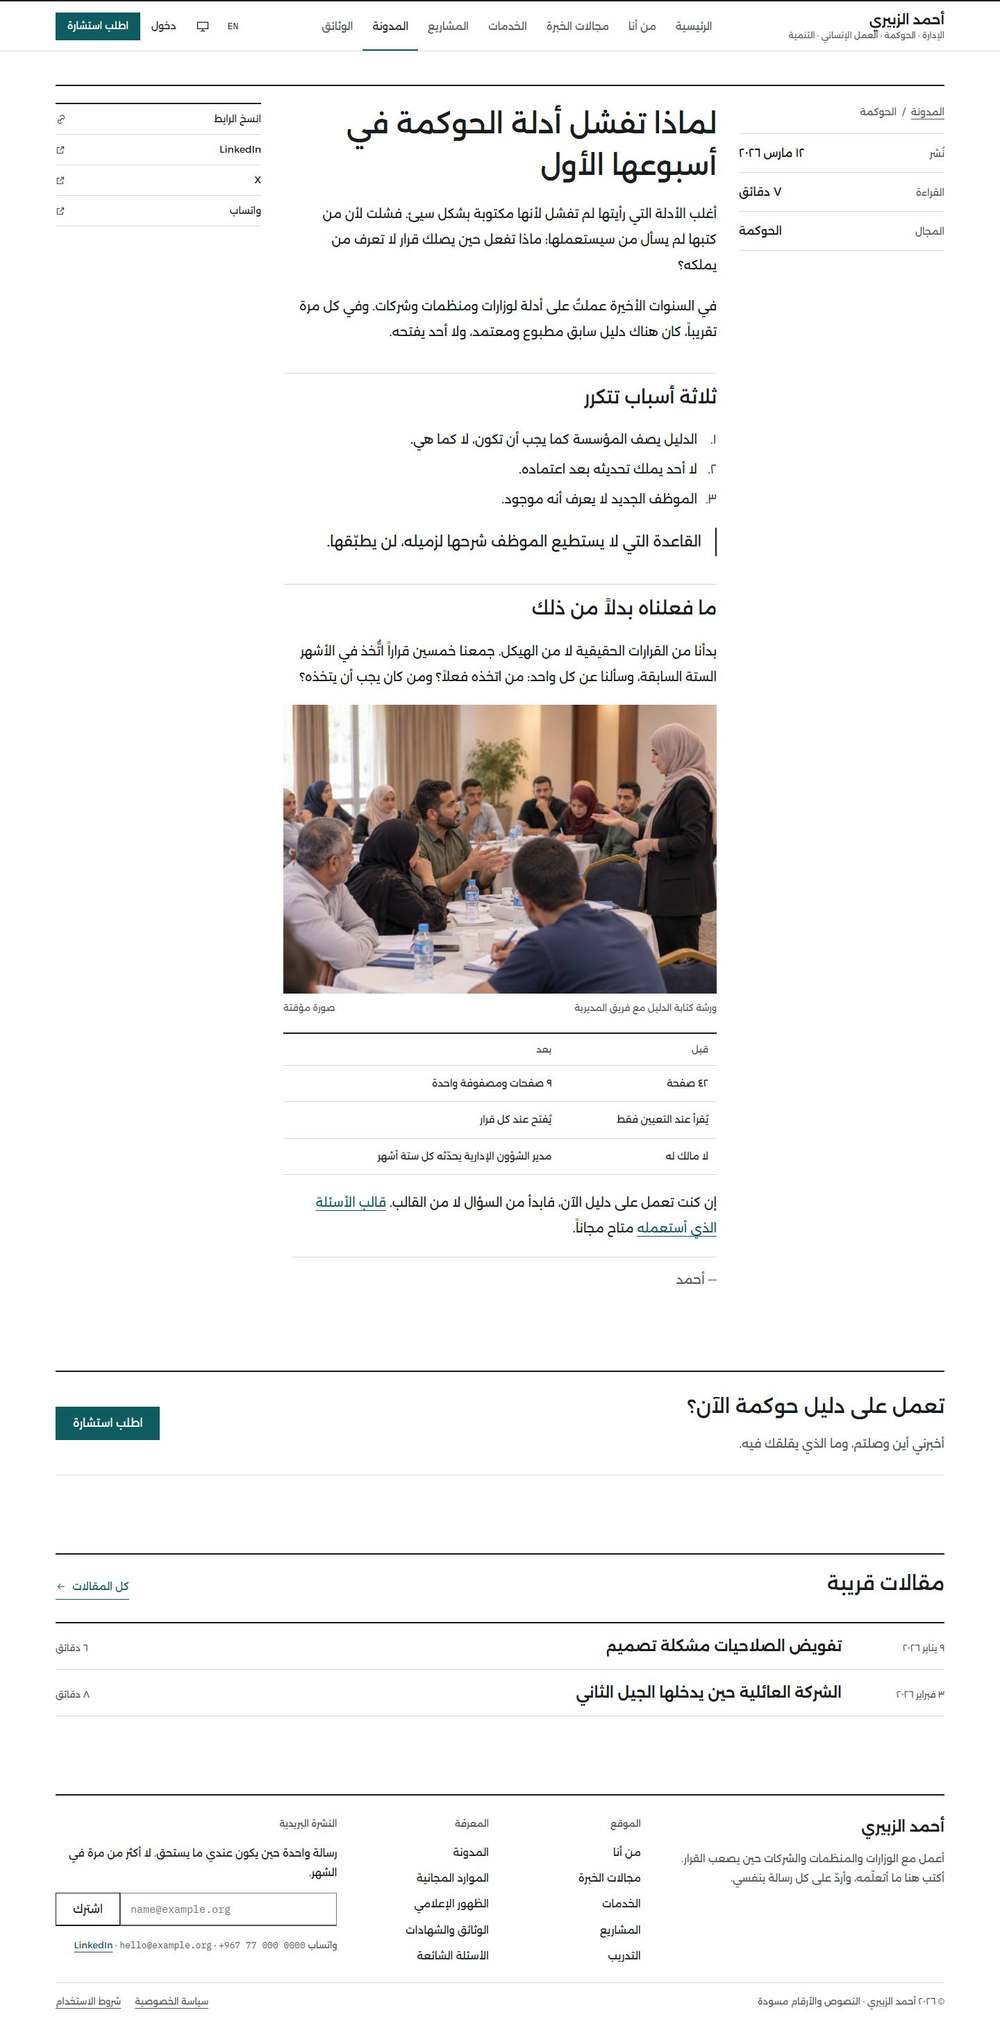 أحمد الزبيري
الإدارة · الحوكمة · العمل الإنساني · التنمية
الرئيسية
من أنا
مجالات الخبرة
الخدمات
المشاريع
المدونة
الوثائق
EN
دخول
اطلب استشارة
المدونة / الحوكمة
نُشر
١٢ مارس ٢٠٢٦
القراءة
٧ دقائق
المجال
الحوكمة
لماذا تفشل أدلة الحوكمة في
أسبوعها الأول
أغلب الأدلة التي رأيتها لم تفشل لأنها مكتوبة بشكل سيئ. فشلت لأن من
كتبها لم يسأل من سيستعملها: ماذا تفعل حين يصلك قرار لا تعرف من
يملكه؟
في السنوات الأخيرة عملتُ على أدلة لوزارات ومنظمات وشركات. وفي كل مرة
تقريباً، كان هناك دليل سابق مطبوع ومعتمد، ولا أحد يفتحه.
ثلاثة أسباب تتكرر
١. الدليل يصف المؤسسة كما يجب أن تكون، لا كما هي.
٢. لا أحد يملك تحديثه بعد اعتماده.
٣. الموظف الجديد لا يعرف أنه موجود.
القاعدة التي لا يستطيع الموظف شرحها لزميله، لن يطبّقها.
ما فعلناه بدلاً من ذلك
بدأنا من القرارات الحقيقية لا من الهيكل. جمعنا خمسين قراراً اتُّخذ في الأشهر
الستة السابقة، وسألنا عن كل واحد: من اتخذه فعلاً؟ ومن كان يجب أن يتخذه؟
ورشة كتابة الدليل مع فريق المديرية
صورة مؤقتة
قبل
بعد
٤٢ صفحة
٩ صفحات ومصفوفة واحدة
يُقرأ عند التعيين فقط
يُفتح عند كل قرار
لا مالك له
مدير الشؤون الإدارية يحدّثه كل ستة أشهر
إن كنت تعمل على دليل الآن، فابدأ من السؤال لا من القالب. قالب الأسئلة
الذي أستعمله متاح مجاناً.
— أحمد
انسخ الرابط
LinkedIn
X
واتساب
تعمل على دليل حوكمة الآن؟
أخبرني أين وصلتم، وما الذي يقلقك فيه.
اطلب استشارة
مقالات قريبة
كل المقالات ←
٩ يناير ٢٠٢٦
تفويض الصلاحيات مشكلة تصميم
٦ دقائق
٣ فبراير ٢٠٢٦
الشركة العائلية حين يدخلها الجيل الثاني
٨ دقائق
أحمد الزبيري
أعمل مع الوزارات والمنظمات والشركات حين يصعب القرار.
أكتب هنا ما أتعلّمه، وأردّ على كل رسالة بنفسي.
الموقع
من أنا
مجالات الخبرة
الخدمات
المشاريع
التدريب
المعرفة
المدونة
الموارد المجانية
الظهور الإعلامي
الوثائق والشهادات
الأسئلة الشائعة
النشرة البريدية
رسالة واحدة حين يكون عندي ما يستحق. لا أكثر من مرة في
الشهر.
name@example.org
اشترك
واتساب +967 77 000 0000 · hello@example.org · LinkedIn
© ٢٠٢٦ أحمد الزبيري · النصوص والأرقام مسودة
سياسة الخصوصية
شروط الاستخدام